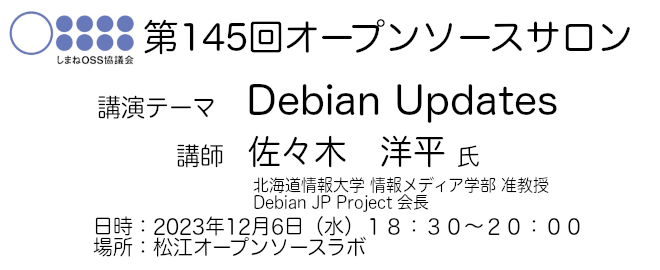 しまねOSS協議会
第145回オープンソースサロン
講演テーマ Debian Updates
講師 佐々木 洋平 氏
北海道情報大学 情報メディア学部 准教授
Debian JP Project 会長
日時：2023年12月6日（水）１８：３０～２０：００
場所：松江オープンソースラボ